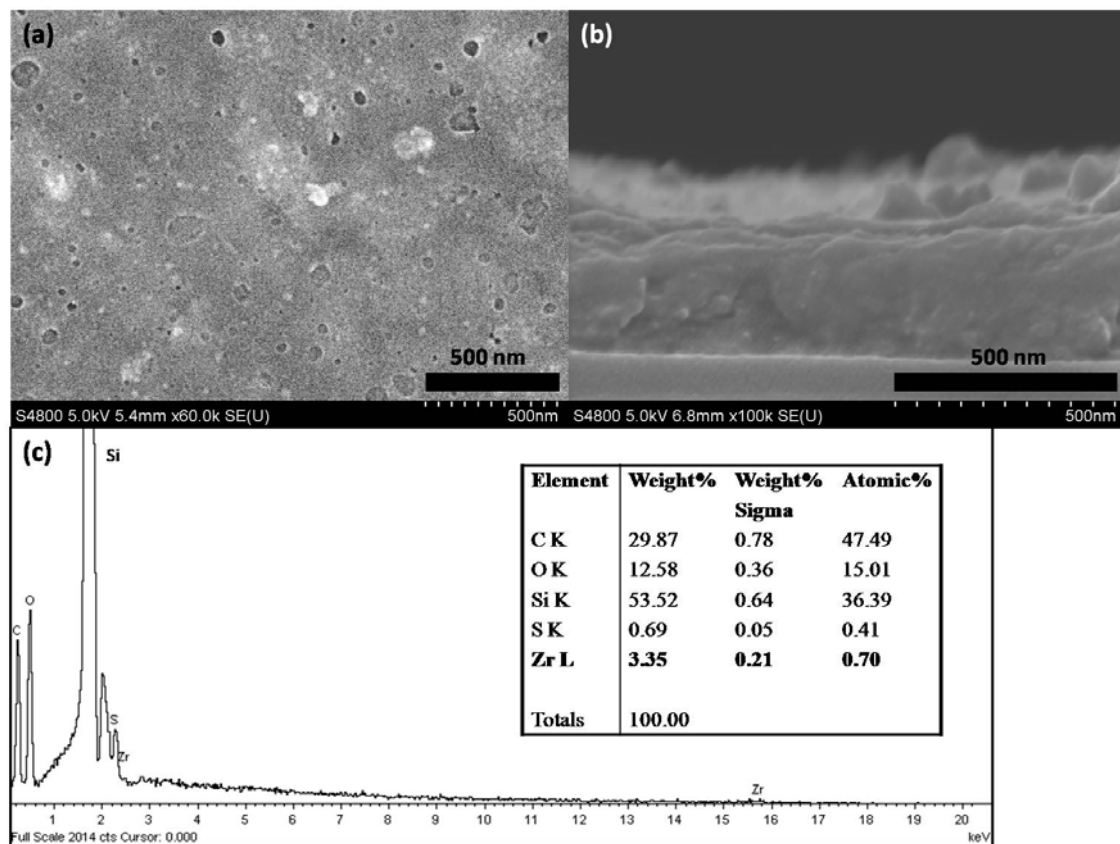 (a)
500 nm
S4800 5.0kV 5.4mm x60.0k SE(U)
500nm
(b)
500 nm
S4800 5.0kV 6.8mm x100k SE(U)
500nm
(c)
Si
O
C
S
Zr
Zr
Element Weight% Weight% Atomic%
Sigma
C K 29.87 0.78 47.49
O K 12.58 0.36 15.01
Si K 53.52 0.64 36.39
S K 0.69 0.05 0.41
Zr L 3.35 0.21 0.70
Totals 100.00
1 2 3 4 5 6 7 8 9 10 11 12 13 14 15 16 17 18 19 20
Full Scale 2014 cts Cursor: 0.000
keV